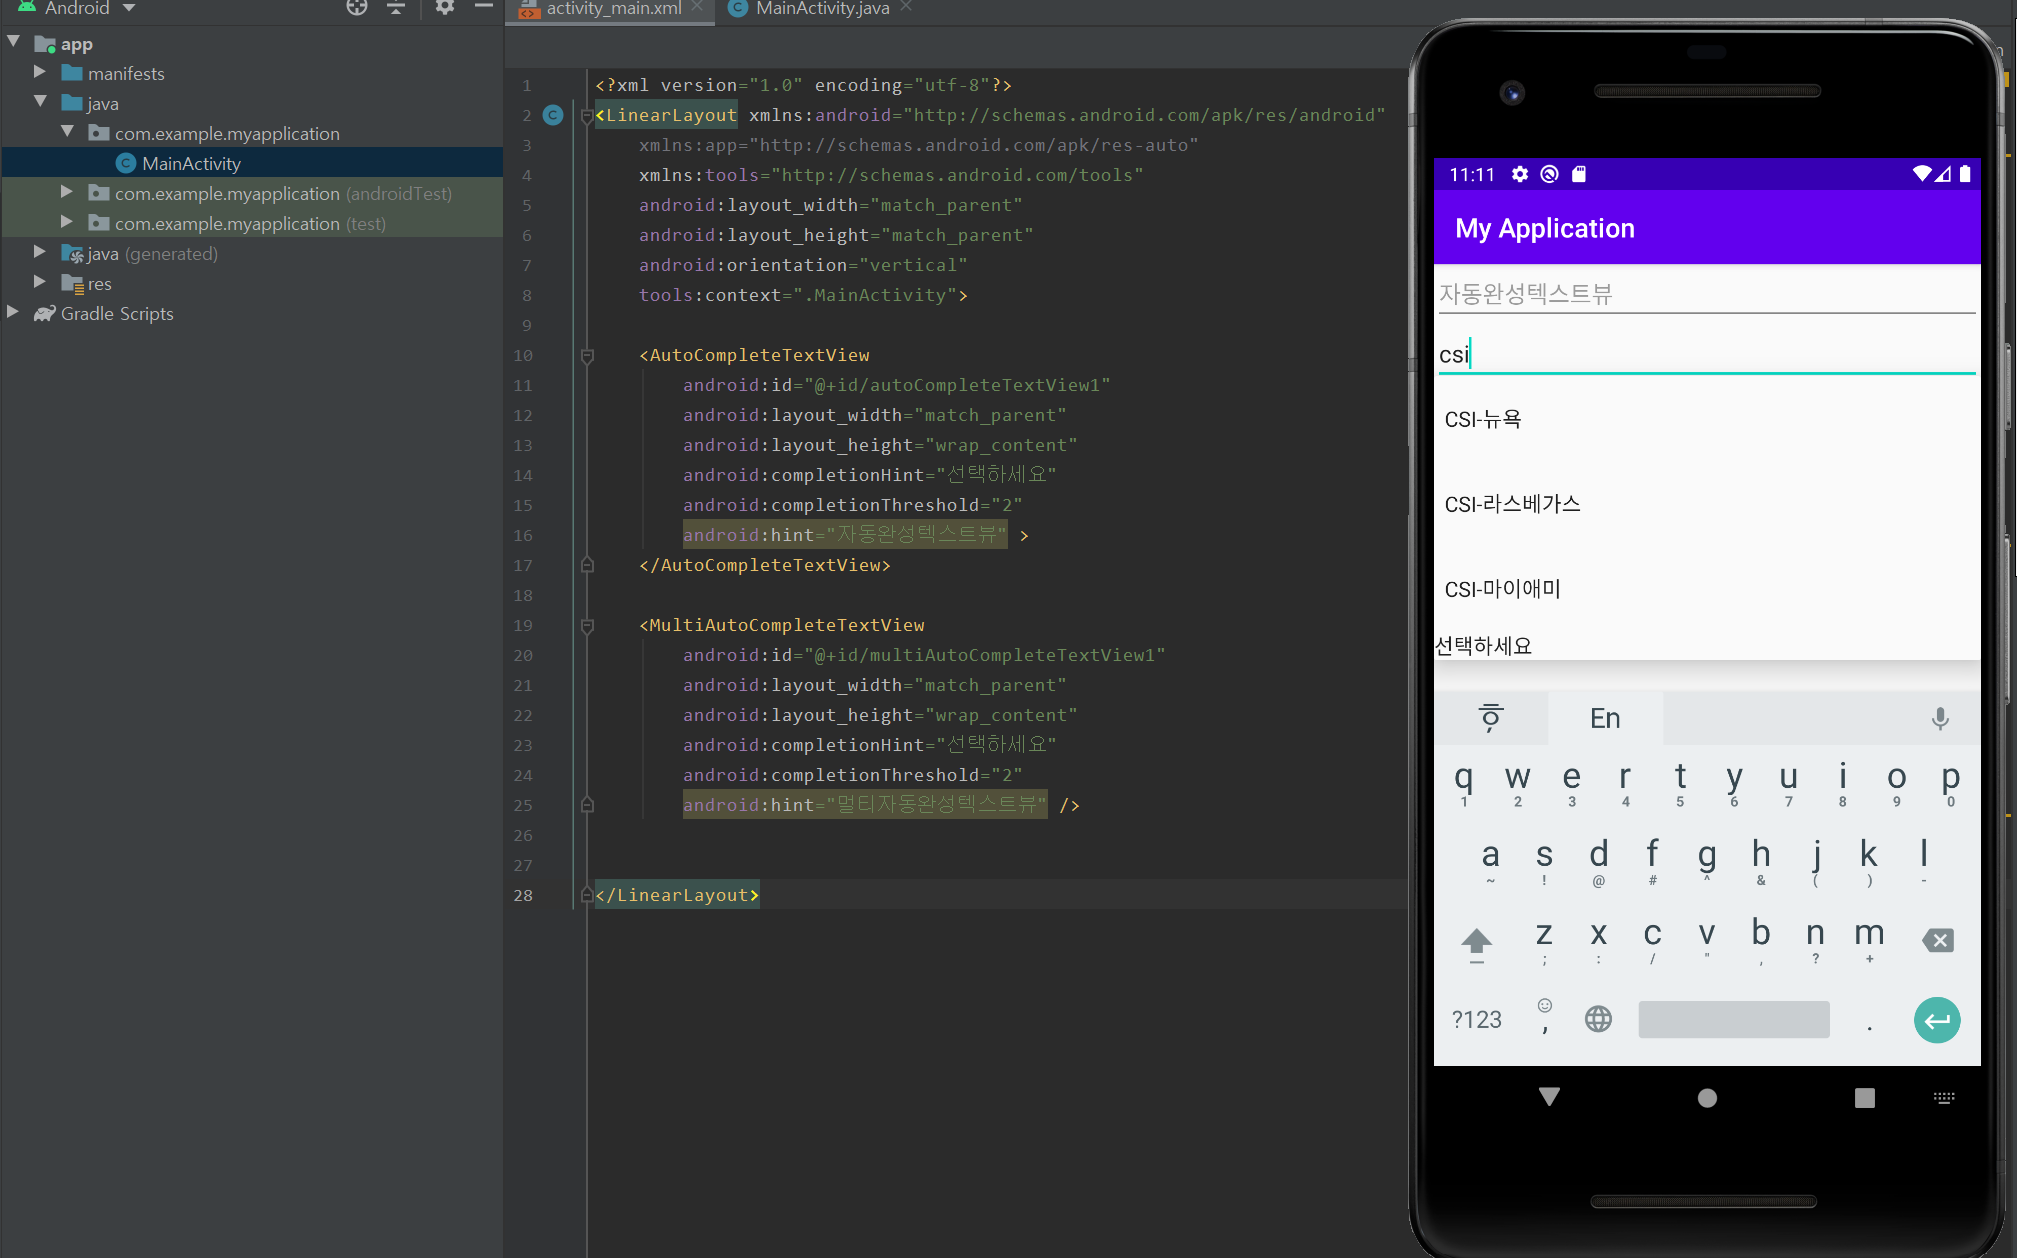 Android
app
manifests
java
com.example.myapplication
MainActivity
com.example.myapplication (androidTest)
com.example.myapplication (test)
java (generated)
res
Gradle Scripts
activity_main.xml
MainActivity.java
1 <?xml version="1.0" encoding="utf-8"?>
2 <LinearLayout xmlns:android="http://schemas.android.com/apk/res/android"
3 xmlns:app="http://schemas.android.com/apk/res-auto"
4 xmlns:tools="http://schemas.android.com/tools"
5 android:layout_width="match_parent"
6 android:layout_height="match_parent"
7 android:orientation="vertical"
8 tools:context=".MainActivity">
9
10 <AutoCompleteTextView
11 android:id="@+id/autoCompleteTextView1"
12 android:layout_width="match_parent"
13 android:layout_height="wrap_content"
14 android:completionHint="선택하세요"
15 android:completionThreshold="2"
16 android:hint="자동완성텍스트뷰" >
17 </AutoCompleteTextView>
18
19 <MultiAutoCompleteTextView
20 android:id="@+id/multiAutoCompleteTextView1"
21 android:layout_width="match_parent"
22 android:layout_height="wrap_content"
23 android:completionHint="선택하세요"
24 android:completionThreshold="2"
25 android:hint="멀티자동완성텍스트뷰" />
26
27
28 </LinearLayout>
11:11
My Application
자동완성텍스트뷰
csi
CSI-뉴욕
CSI-라스베가스
CSI-마이애미
선택하세요
En
q w e r t y u i o p
1 2 3 4 5 6 7 8 9 0
a s d f g h j k l
~ ! @ # ^ & ( ) -
z x c v b n m
; : / " , ? +
?123 , .